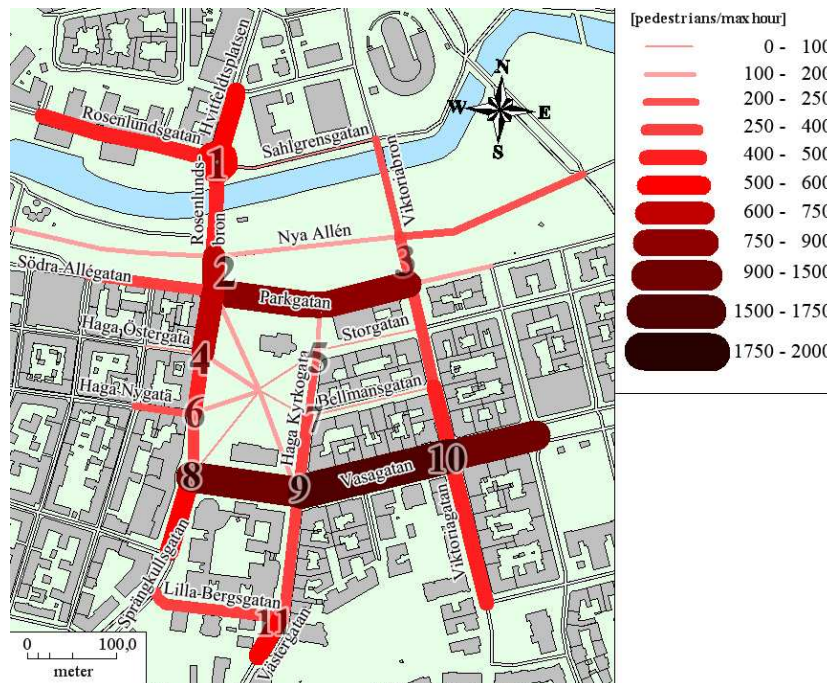 [pedestrians/max hour]
0 - 100
100 - 200
200 - 250
250 - 400
400 - 500
500 - 600
600 - 750
750 - 900
900 - 1500
1500 - 1750
1750 - 2000
N
W E
S
Hvitfeldtsplatsen
Rosenlundsgatan
1
Sahlgrensgatan
Viktoriabron
Rosenlunds-
bron
Nya Allén
Södra Allégatan
2
3
Parkgatan
Haga Östergata
Storgatan
4
5
Haga Kyrkogata
Haga Nygata
Bellmansgatan
6
7
8
9
10
Vasagatan
Viktoriagatan
Sprängkullsgatan
Lilla Bergsgatan
11
Västergatan
0 100,0
meter